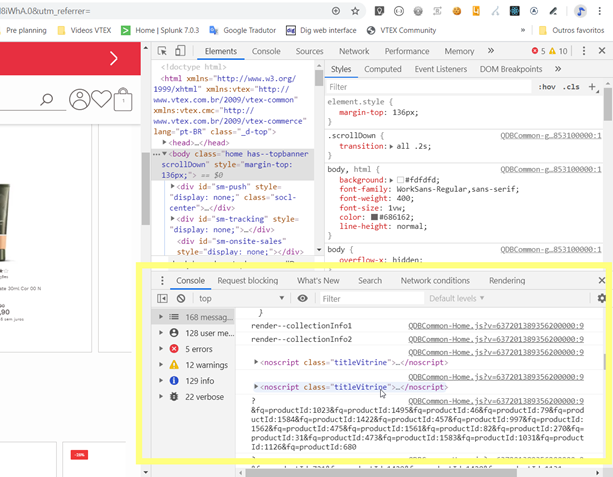 8iWhA.0&utm_referrer=
Pre planning
Videos VTEX
Home | Splunk 7.0.3
Google Tradutor
Dig web interface
VTEX Community
»
Outros favoritos
1
te 30ml Cor 00 N
,90
sem juros
-20%
Elements Console Sources Network Performance Memory » 5 10
<!doctype html>
<html xmlns="http://www.w3.org/
1999/xhtml" xmlns:vtex="http://
www.vtex.com.br/2009/vtex-common"
xmlns:vtex.cmc="http://
www.vtex.com.br/2009/vtex-commerce"
lang="pt-BR" class="_d-top">
<head>…</head>
…<body class="home has--topbanner
scrollDown" style="margin-top:
136px;"> == $0
<div id="sm-push" style=
"display: none;" class="socl-
center">…</div>
<div id="sm-tracking" style=
"display: none;">…</div>
<div id="sm-onsite-sales"
style="display: none;"></div>
Styles Computed Event Listeners DOM Breakpoints »
Filter :hov .cls +
element.style {
margin-top: 136px;
}
.scrollDown { QDBCommon-g…853100000:1
transition: all .2s;
}
body, html { QDBCommon-g…853100000:1
background: #fdfdfd;
font-family: WorkSans-Regular,sans-serif;
font-weight: 400;
font-size: 1vw;
color: #686162;
line-height: normal;
}
body { QDBCommon-g…853100000:1
overflow-x: hidden;
Console Request blocking What's New Search Network conditions Rendering
top Filter Default levels
168 messag…
128 user me…
5 errors
12 warnings
129 info
22 verbose
}
render--collectionInfo1 QDBCommon-Home.js?v=637201389356200000:9
render--collectionInfo2 QDBCommon-Home.js?v=637201389356200000:9
QDBCommon-Home.js?v=637201389356200000:9
<noscript class="titleVitrine">…</noscript>
QDBCommon-Home.js?v=637201389356200000:9
<noscript class="titleVitrine">…</noscript>
? QDBCommon-Home.js?v=637201389356200000:9
&fq=productId:1023&fq=productId:1495&fq=productId:46&fq=productId:79&fq=pro
ductId:1584&fq=productId:1422&fq=productId:457&fq=productId:997&fq=productI
d:1562&fq=productId:475&fq=productId:1561&fq=productId:82&fq=productId:270&fq=p
roductId:31&fq=productId:473&fq=productId:1583&fq=productId:1031&fq=productId
:1126&fq=productId:680